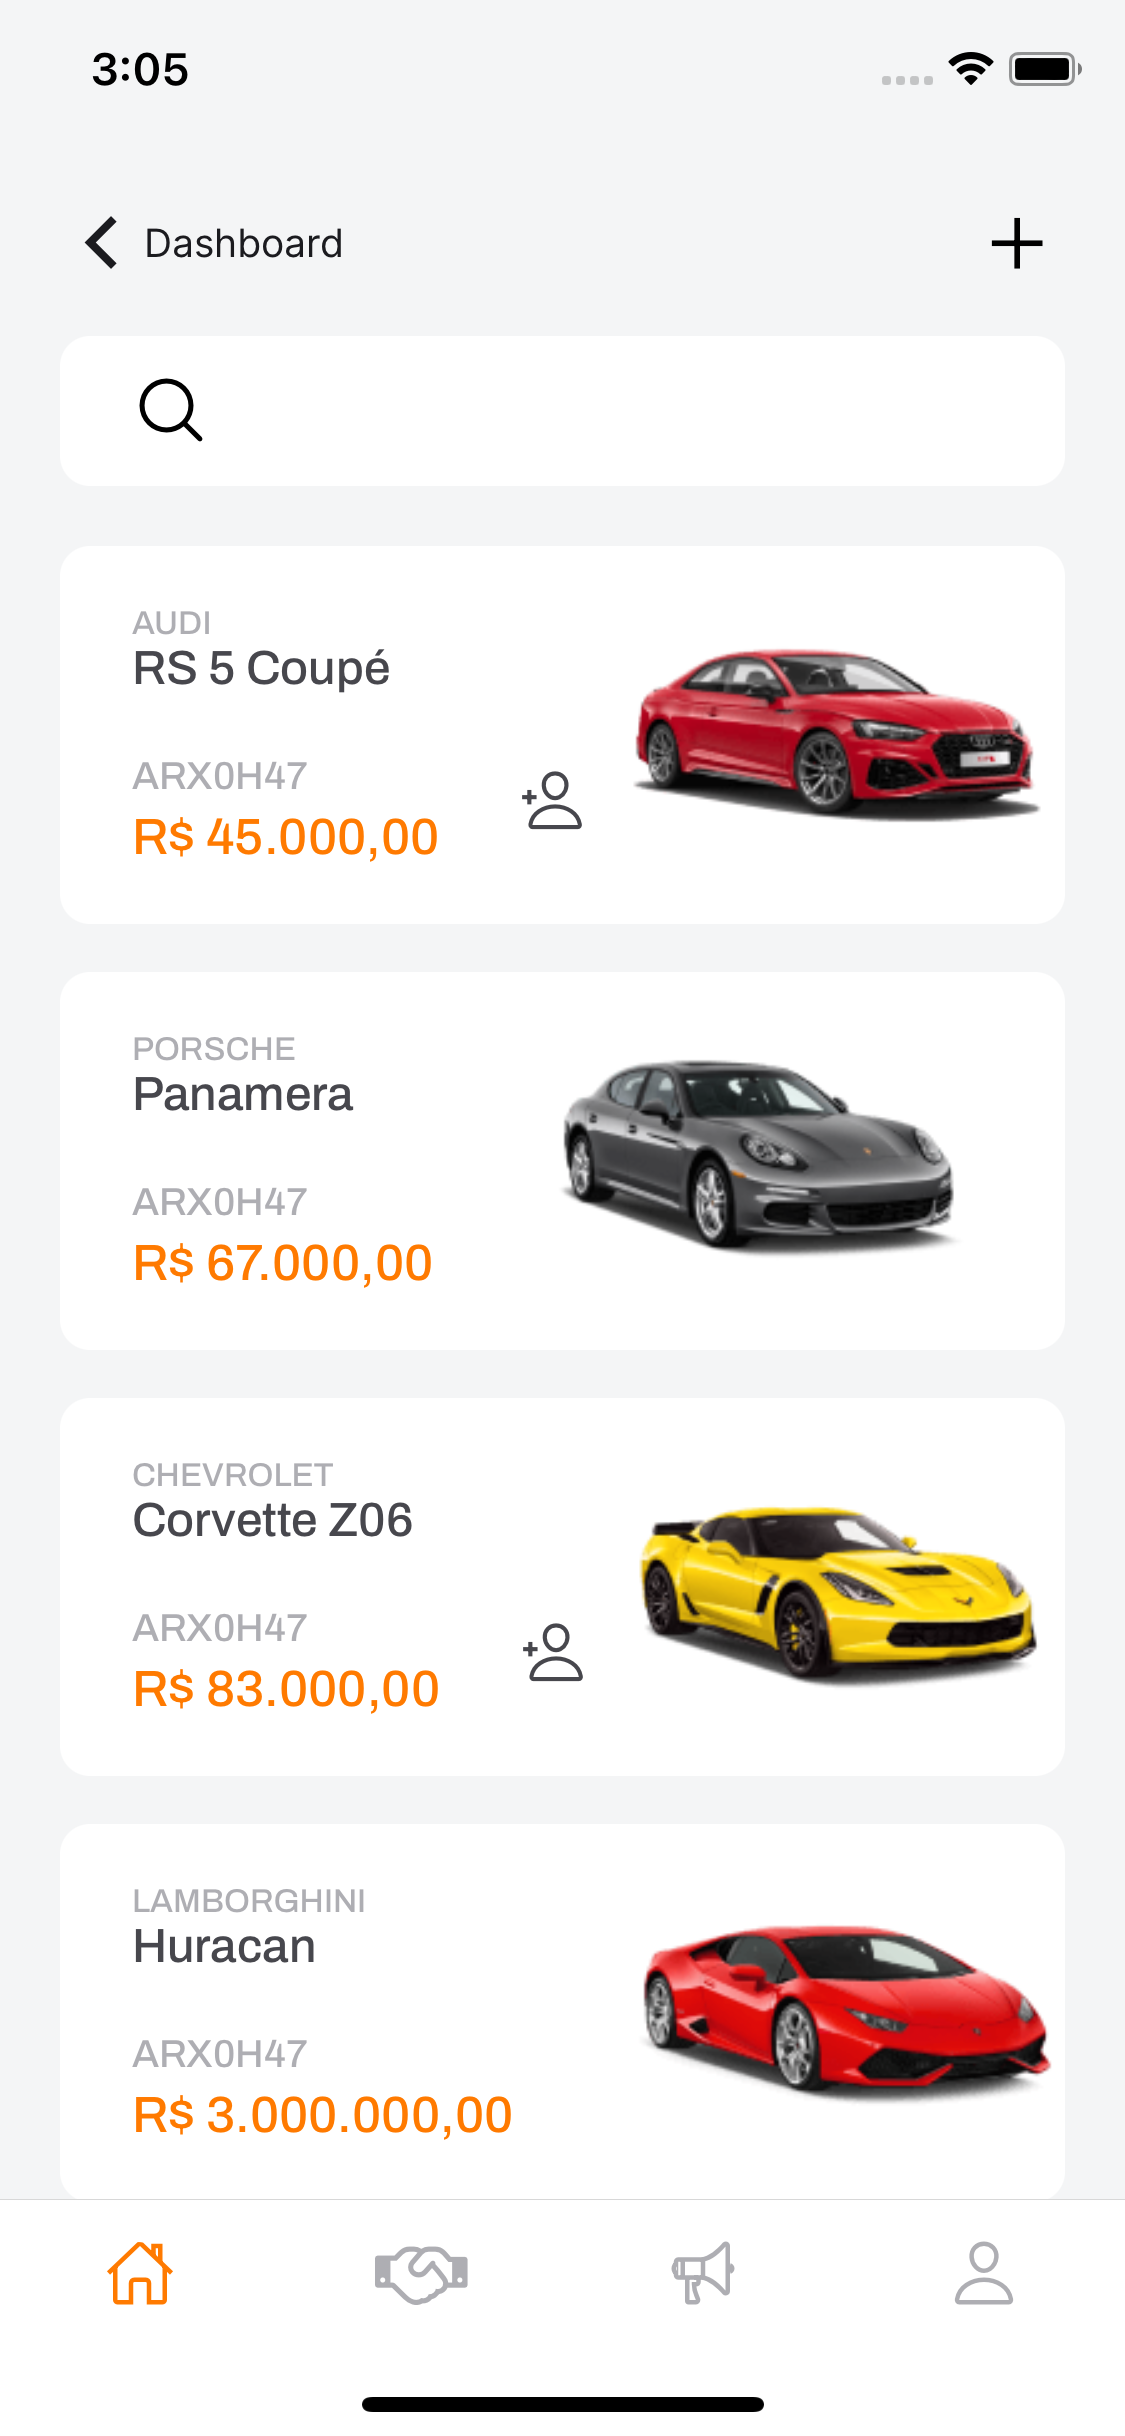 3:05
Dashboard
AUDI
RS 5 Coupé
ARX0H47
R$ 45.000,00
PORSCHE
Panamera
ARX0H47
R$ 67.000,00
CHEVROLET
Corvette Z06
ARX0H47
R$ 83.000,00
LAMBORGHINI
Huracan
ARX0H47
R$ 3.000.000,00